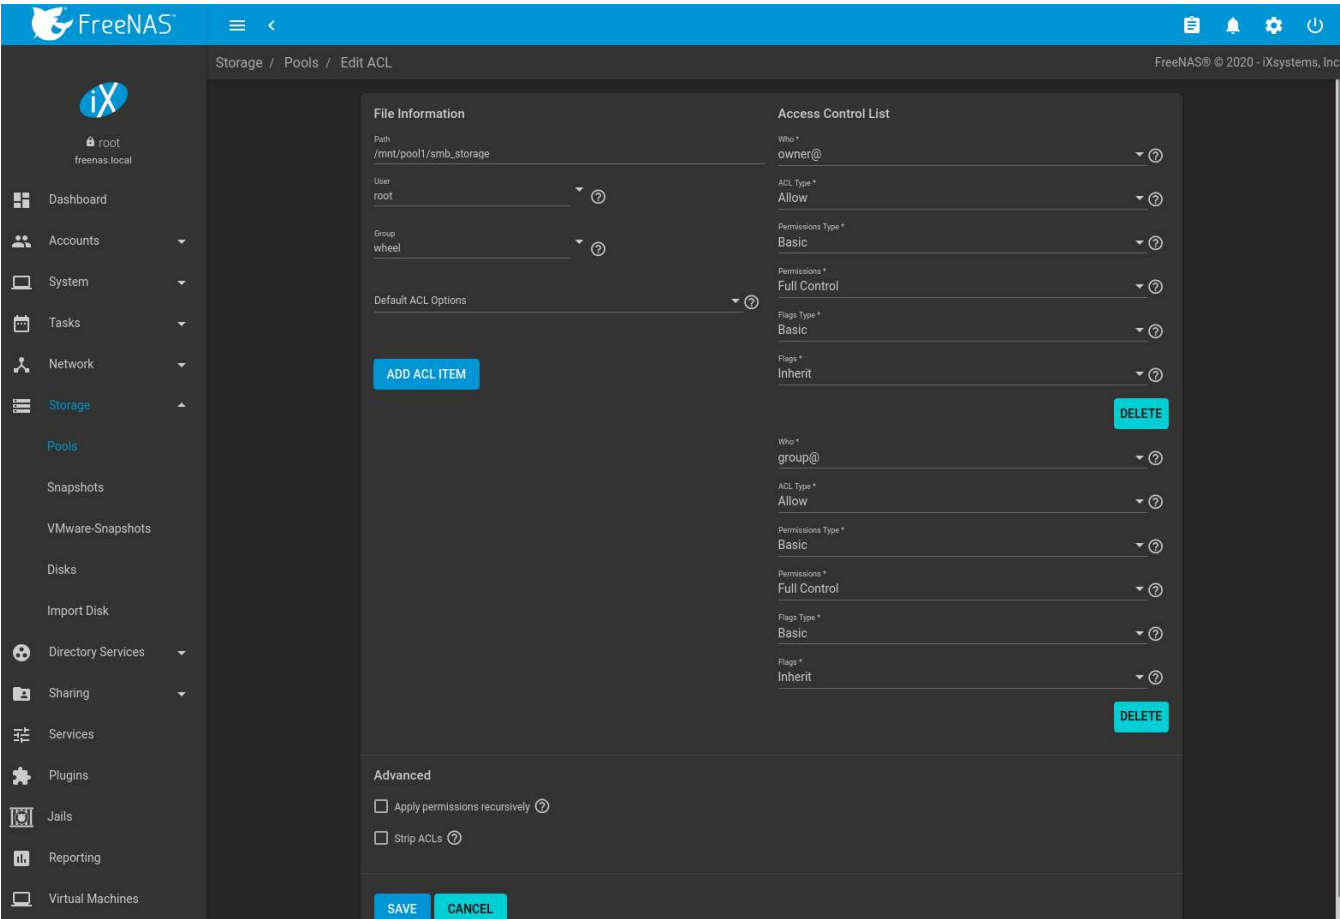 FreeNAS
Storage / Pools / Edit ACL
FreeNAS® © 2020 - iXsystems, Inc
iX
root
freenas.local
Dashboard
Accounts
System
Tasks
Network
Storage
Pools
Snapshots
VMware-Snapshots
Disks
Import Disk
Directory Services
Sharing
Services
Plugins
Jails
Reporting
Virtual Machines
File Information
Path
/mnt/pool1/smb_storage
User
root
Group
wheel
Default ACL Options
ADD ACL ITEM
Access Control List
Who *
owner@
ACL Type *
Allow
Permissions Type *
Basic
Permissions *
Full Control
Flags Type *
Basic
Flags *
Inherit
DELETE
Who *
group@
ACL Type *
Allow
Permissions Type *
Basic
Permissions *
Full Control
Flags Type *
Basic
Flags *
Inherit
DELETE
Advanced
Apply permissions recursively
Strip ACLs
SAVE
CANCEL